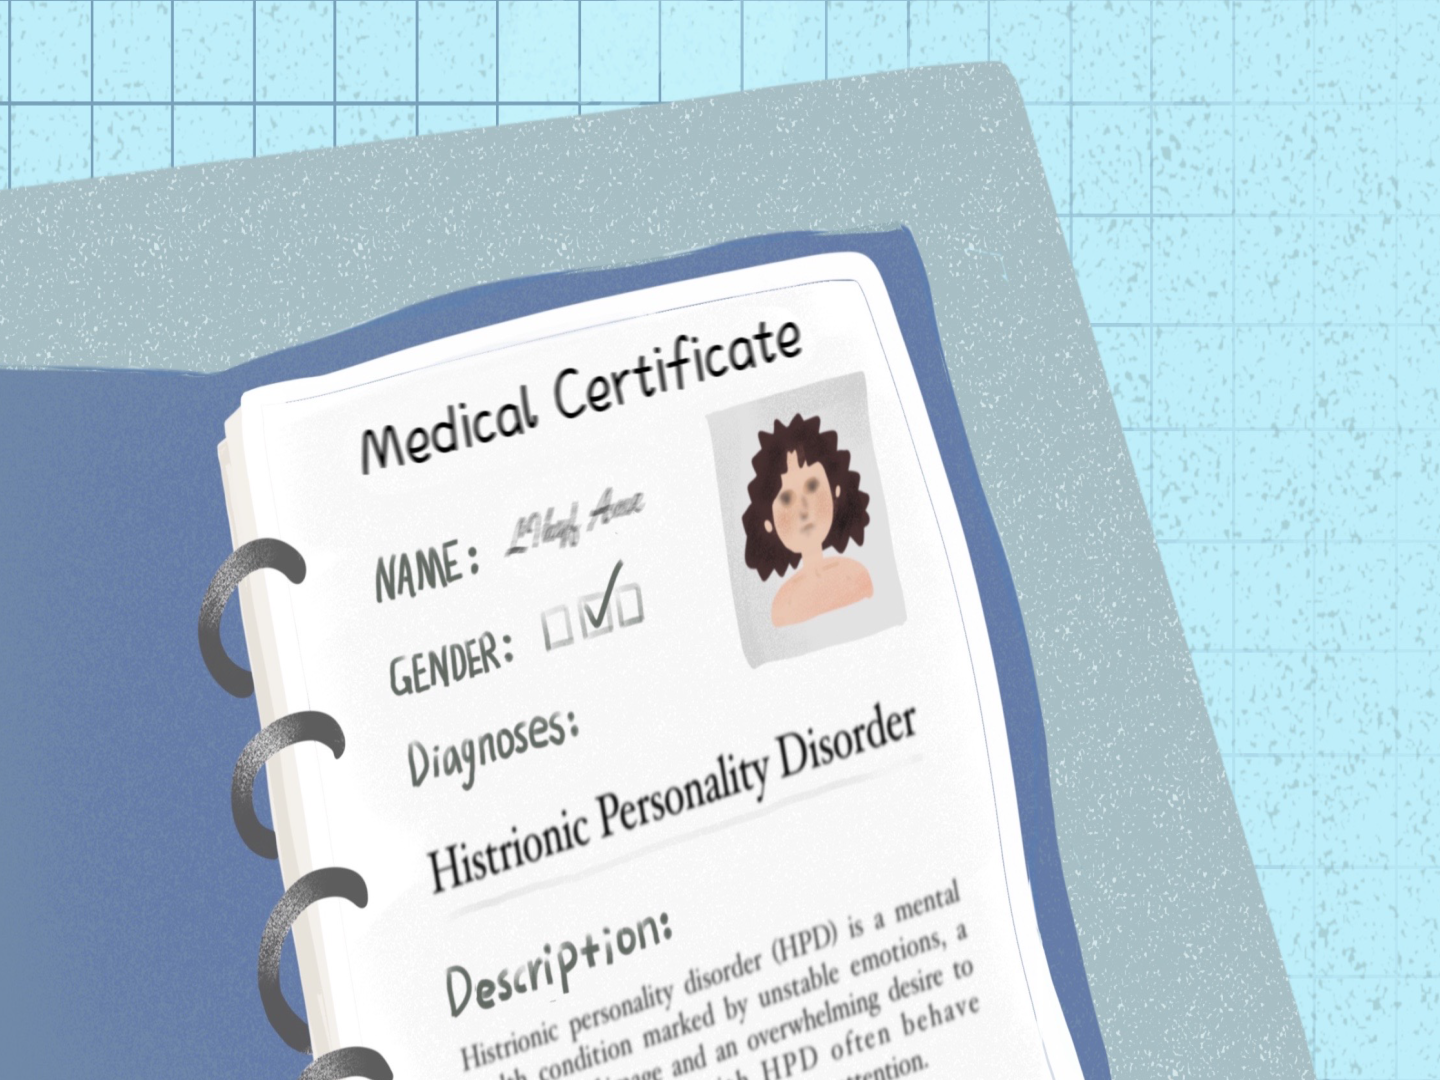 Medical Certificate
NAME:
GENDER:
Diagnoses:
Histrionic Personality Disorder
Description:
Histrionic personality disorder (HPD) is a mental
condition marked by unstable emotions, a
and an overwhelming desire to
HPD often behave